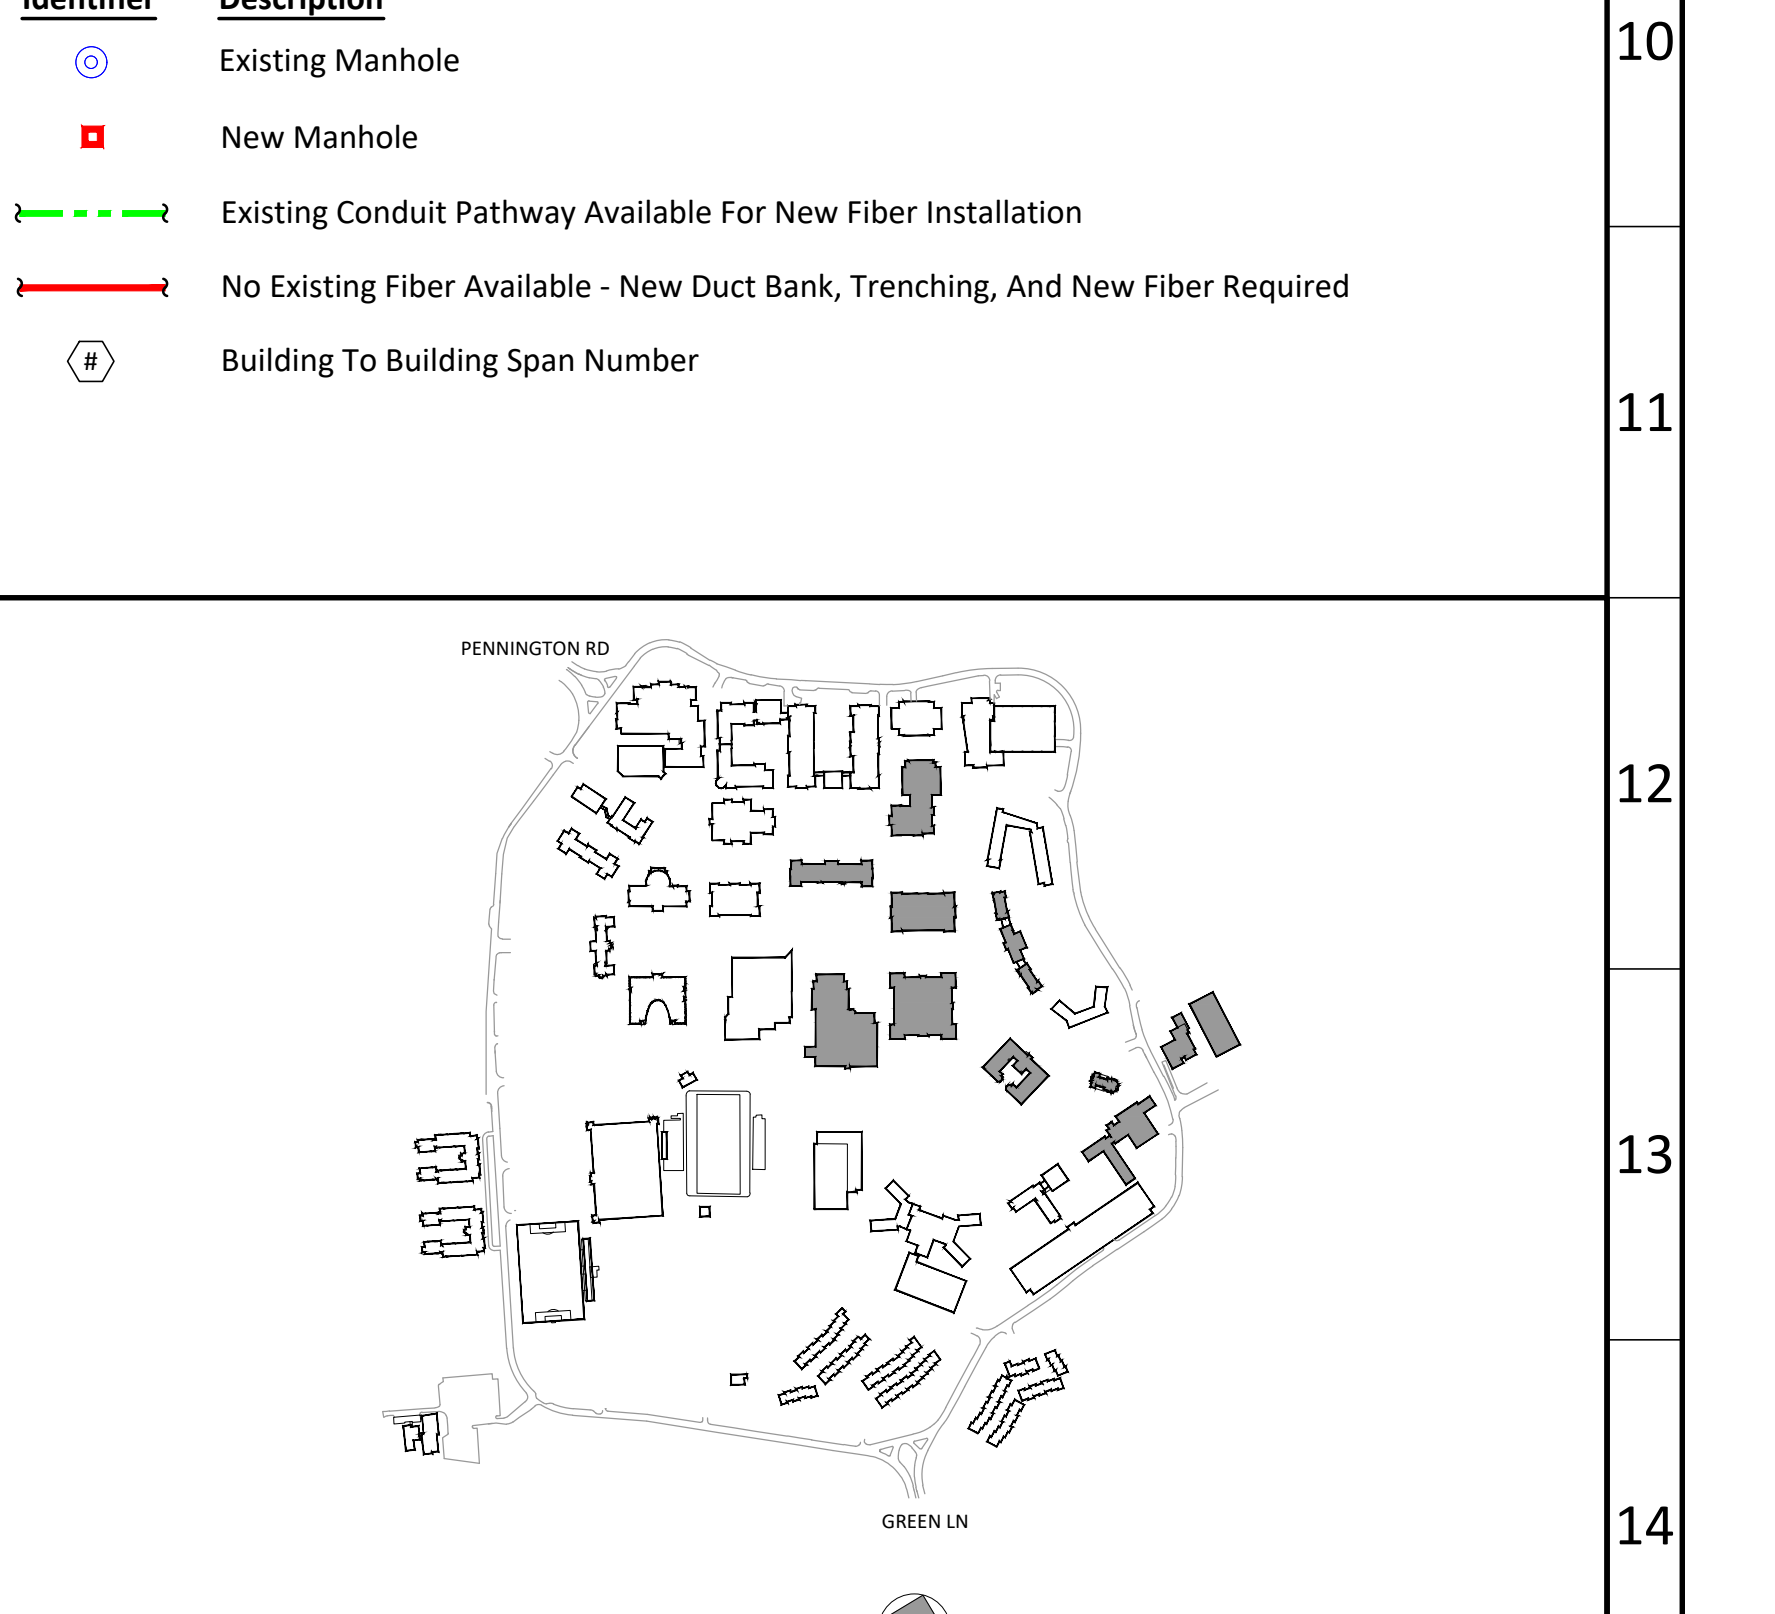 Identifier Description
Existing Manhole
New Manhole
Existing Conduit Pathway Available For New Fiber Installation
No Existing Fiber Available - New Duct Bank, Trenching, And New Fiber Required
# Building To Building Span Number
10
11
PENNINGTON RD
12
13
GREEN LN
14